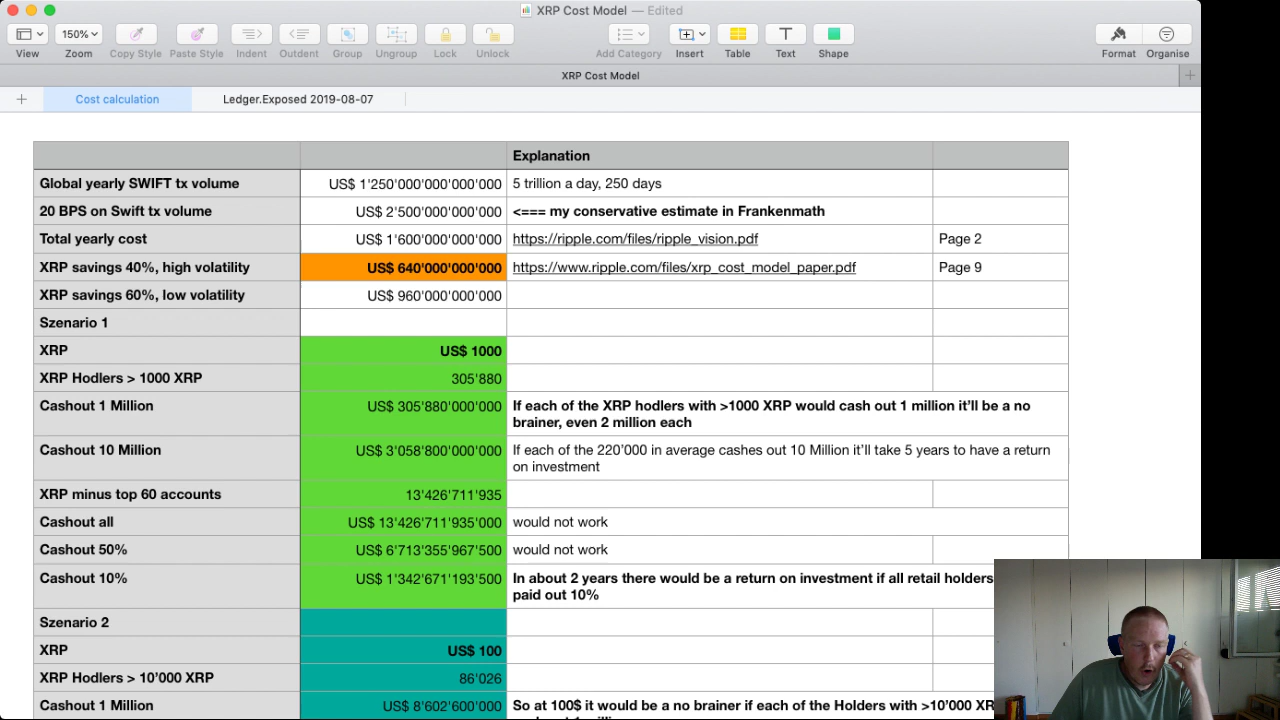 XRP Cost Model — Edited
View
150%
Zoom
Copy Style
Paste Style
Indent
Outdent
Group
Ungroup
Lock
Unlock
Add Category
Insert
Table
Text
Shape
Format
Organise
XRP Cost Model
Cost calculation
Ledger.Exposed 2019-08-07
Explanation
Global yearly SWIFT tx volume US$ 1'250'000'000'000'000 5 trillion a day, 250 days
20 BPS on Swift tx volume US$ 2'500'000'000'000 <=== my conservative estimate in Frankenmath
Total yearly cost US$ 1'600'000'000'000 https://ripple.com/files/ripple_vision.pdf Page 2
XRP savings 40%, high volatility US$ 640'000'000'000 https://www.ripple.com/files/xrp_cost_model_paper.pdf Page 9
XRP savings 60%, low volatility US$ 960'000'000'000
Szenario 1
XRP US$ 1000
XRP Hodlers > 1000 XRP 305'880
Cashout 1 Million US$ 305'880'000'000 If each of the XRP hodlers with >1000 XRP would cash out 1 million it'll be a no
brainer, even 2 million each
Cashout 10 Million US$ 3'058'800'000'000 If each of the 220'000 in average cashes out 10 Million it'll take 5 years to have a return
on investment
XRP minus top 60 accounts 13'426'711'935
Cashout all US$ 13'426'711'935'000 would not work
Cashout 50% US$ 6'713'355'967'500 would not work
Cashout 10% US$ 1'342'671'193'500 In about 2 years there would be a return on investment if all retail holders
paid out 10%
Szenario 2
XRP US$ 100
XRP Hodlers > 10'000 XRP 86'026
Cashout 1 Million US$ 8'602'600'000 So at 100$ it would be a no brainer if each of the Holders with >10'000 XR